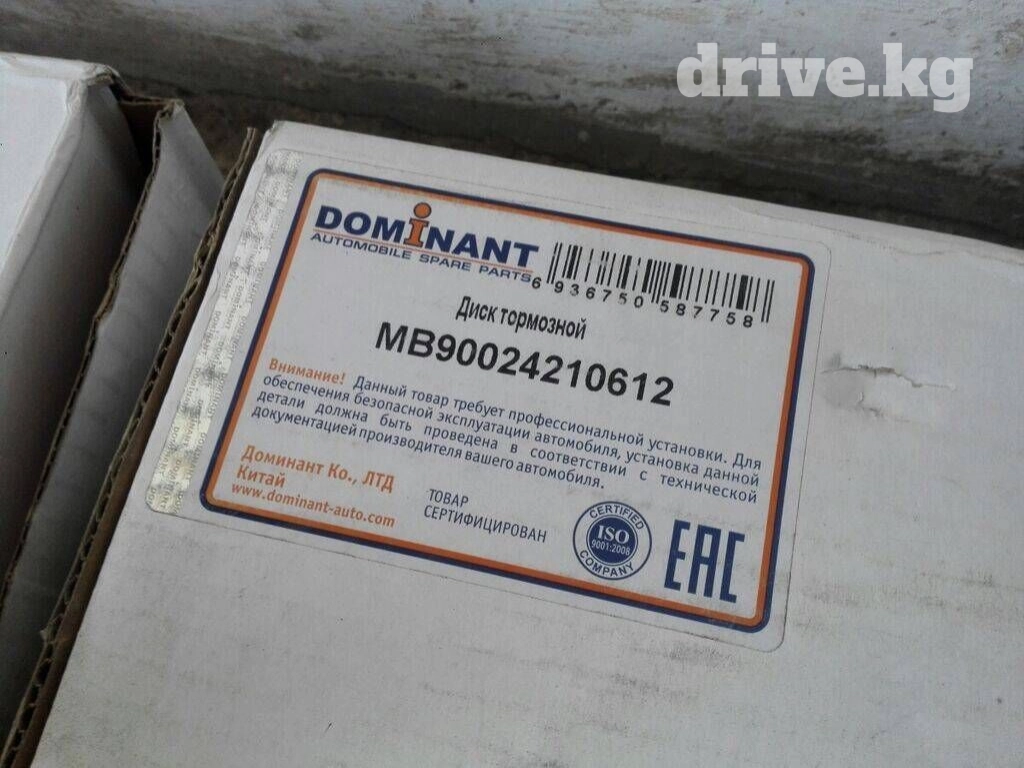 drive.kg
DOMiNANT
AUTOMOBILE SPARE PARTS
6 936750 587758
Диск тормозной
MB90024210612
Внимание! Данный товар требует профессиональной установки. Для
обеспечения безопасной эксплуатации автомобиля, установка данной
детали должна быть проведена в соответствии с технической
документацией производителя вашего автомобиля.
Доминант Ко., ЛТД
Китай
www.dominant-auto.com
ТОВАР
СЕРТИФИЦИРОВАН
CERTIFIED
ISO
9001:2008
COMPANY
EAC